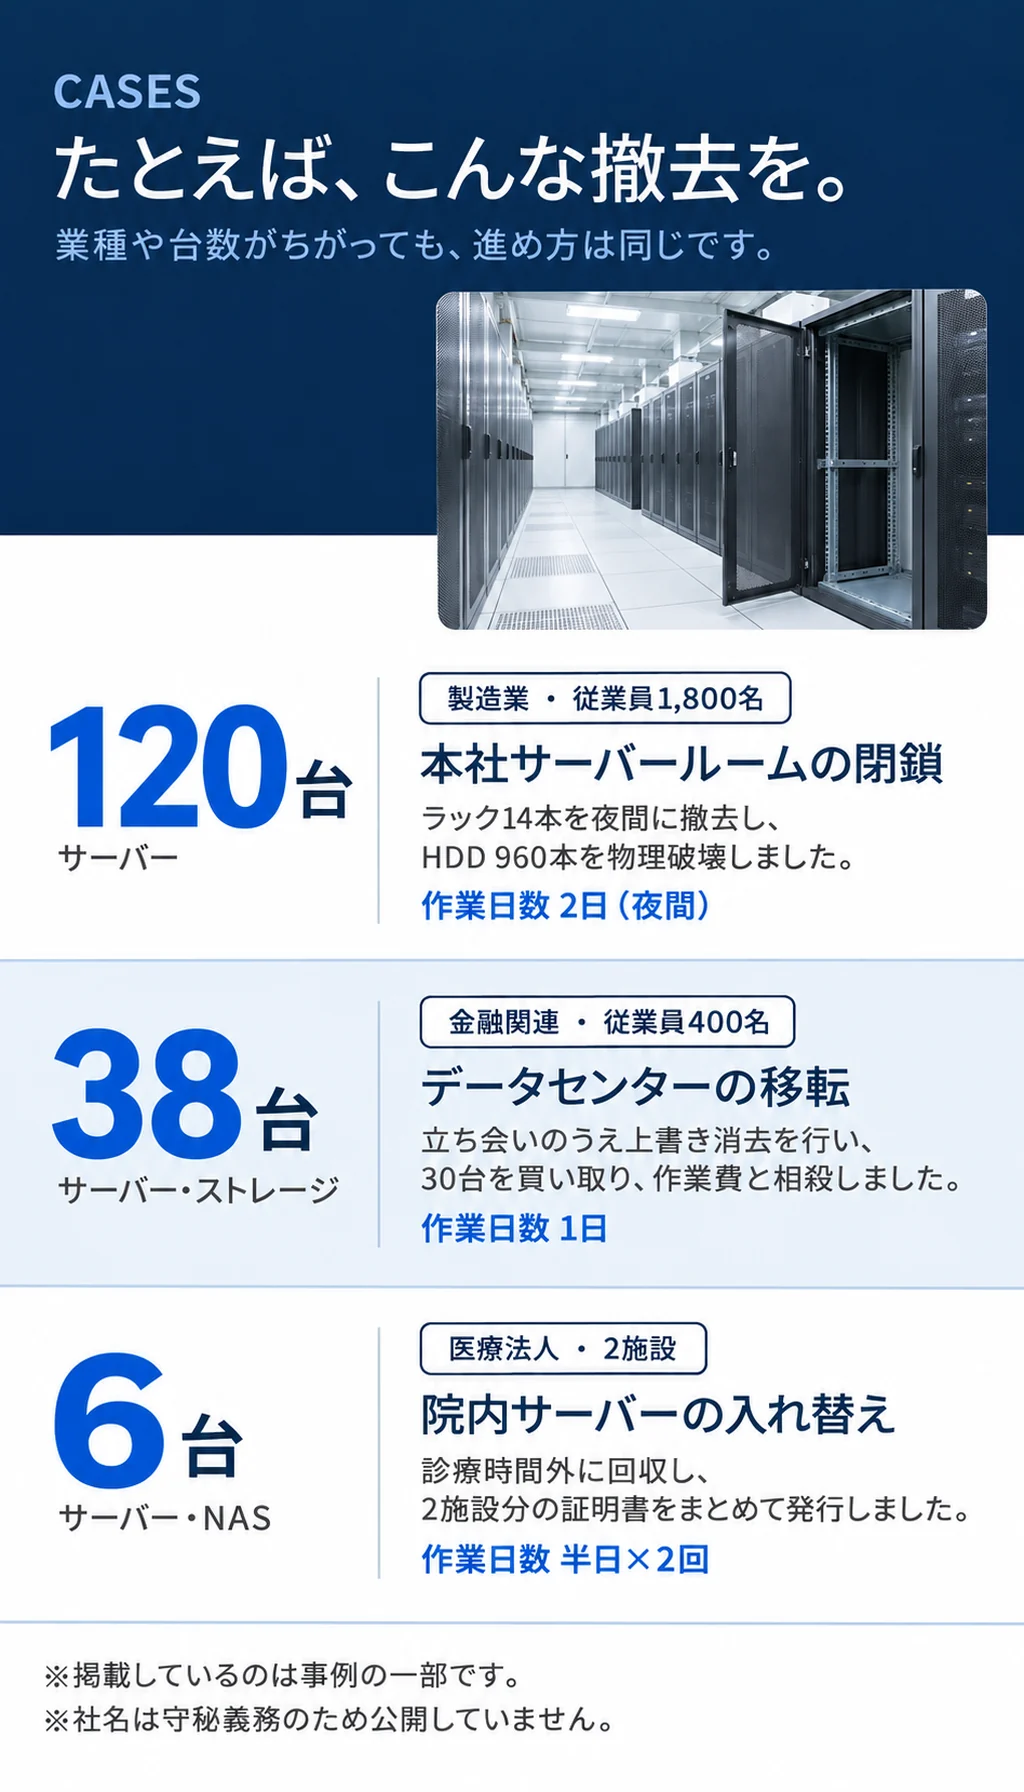 CASES
たとえば、こんな撤去を。
業種や台数がちがっても、進め方は同じです。
120台
サーバー
製造業 ・ 従業員1,800名
本社サーバールームの閉鎖
ラック14本を夜間に撤去し、
HDD 960本を物理破壊しました。
作業日数 2日（夜間）
38台
サーバー・ストレージ
金融関連 ・ 従業員400名
データセンターの移転
立ち会いのうえ上書き消去を行い、
30台を買い取り、作業費と相殺しました。
作業日数 1日
6台
サーバー・NAS
医療法人 ・ 2施設
院内サーバーの入れ替え
診療時間外に回収し、
2施設分の証明書をまとめて発行しました。
作業日数 半日×2回
※掲載しているのは事例の一部です。
※社名は守秘義務のため公開していません。